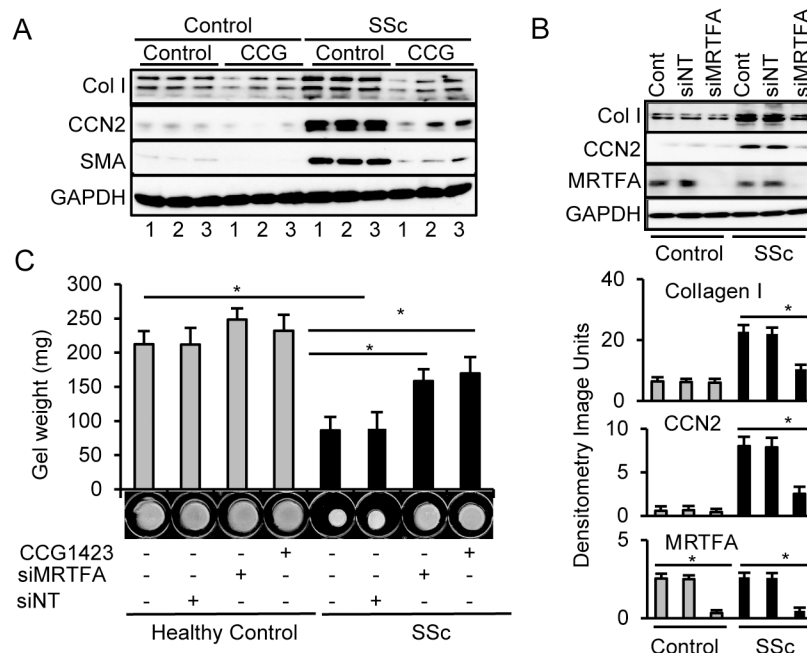 A
Control SSc
Control CCG Control CCG
Col I
CCN2
SMA
GAPDH
1 2 3 1 2 3 1 2 3 1 2 3
B
Cont siNT siMRTFA Cont siNT siMRTFA
Col I
CCN2
MRTFA
GAPDH
Control SSc
C
Gel weight (mg)
300
250
200
150
100
50
0
* * *
CCG1423 - - - + - - - +
siMRTFA - - + - - - + -
siNT - + - - - + - -
Healthy Control SSc
Densitometry Image Units
Collagen I
40
20
0
*
CCN2
10
5
0
*
MRTFA
5
0
* *
Control SSc